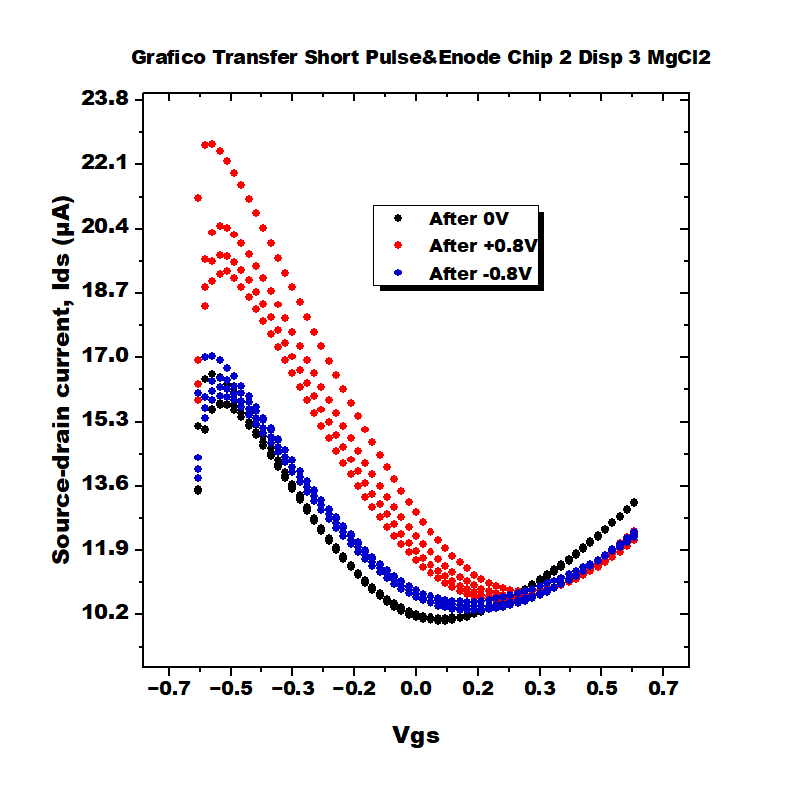 Grafico Transfer Short Pulse&Enode Chip 2 Disp 3 MgCl2
23.8
22.1
20.4
18.7
17.0
15.3
13.6
11.9
10.2
Source-drain current, Ids (µA)
After 0V
After +0.8V
After -0.8V
−0.7 −0.5 −0.3 −0.2 0.0 0.2 0.3 0.5 0.7
Vgs